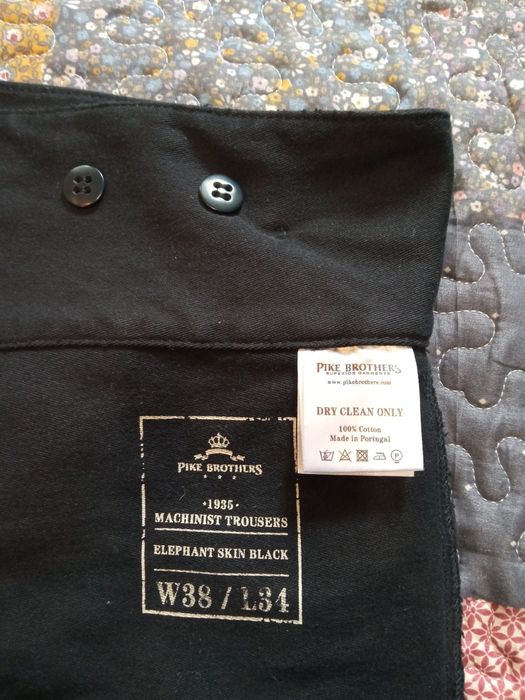 PIKE BROTHERS
SUPERIOR GARMENTS
www.pikebrothers.com
DRY CLEAN ONLY
100% Cotton
Made in Portugal
P
PIKE BROTHERS
·1935·
MACHINIST TROUSERS
ELEPHANT SKIN BLACK
W38 / L34